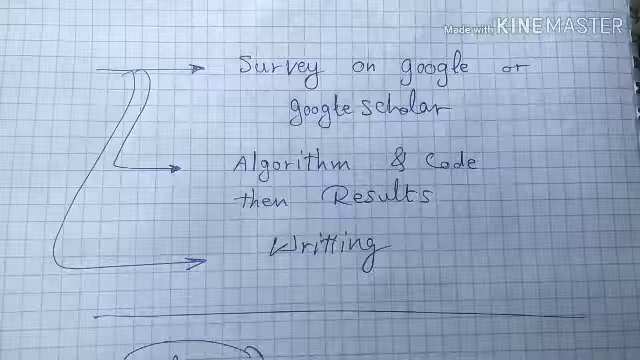 Made with KINEMASTER
Survey on google or
google scholar
Algorithm & Code
then Results
Writting